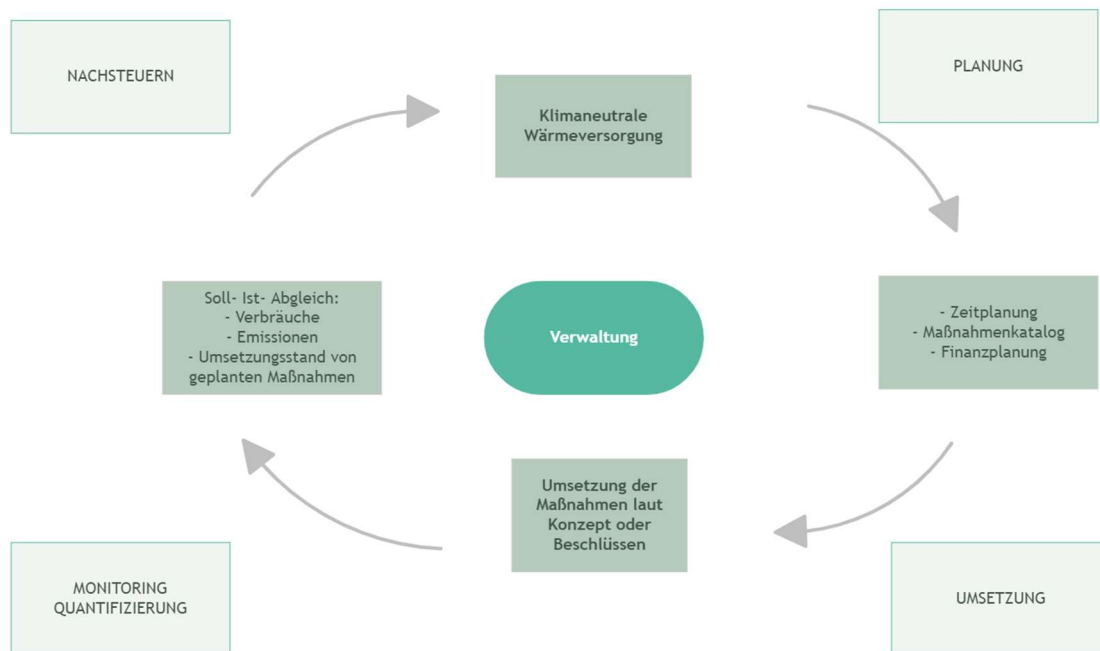 NACHSTEUERN
PLANUNG
Klimaneutrale
Wärmeversorgung
Soll- Ist- Abgleich:
- Verbräuche
- Emissionen
- Umsetzungsstand von
geplanten Maßnahmen
Verwaltung
- Zeitplanung
- Maßnahmenkatalog
- Finanzplanung
Umsetzung der
Maßnahmen laut
Konzept oder
Beschlüssen
MONITORING
QUANTIFIZIERUNG
UMSETZUNG